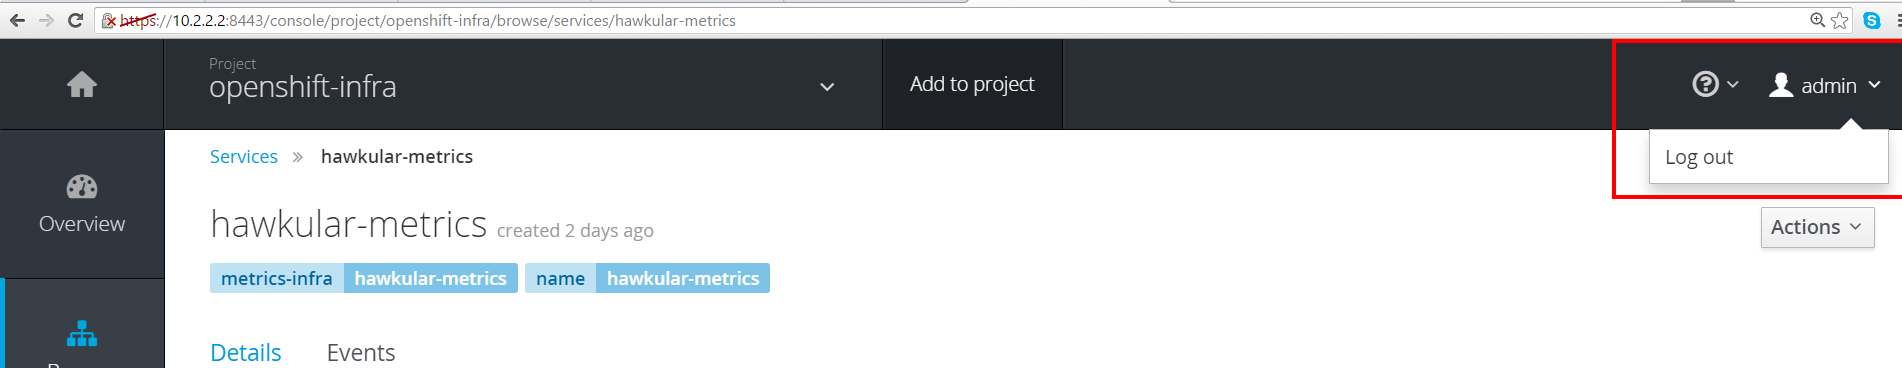 https://10.2.2.2:8443/console/project/openshift-infra/browse/services/hawkular-metrics
Project
openshift-infra
Add to project
admin
Log out
Services » hawkular-metrics
Overview
hawkular-metrics created 2 days ago
Actions
metrics-infra hawkular-metrics name hawkular-metrics
Details Events